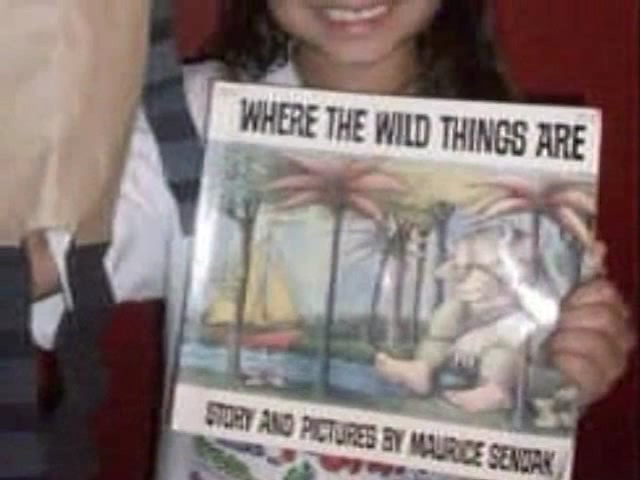 WHERE THE WILD THINGS ARE
STORY AND PICTURES BY MAURICE SENDAK